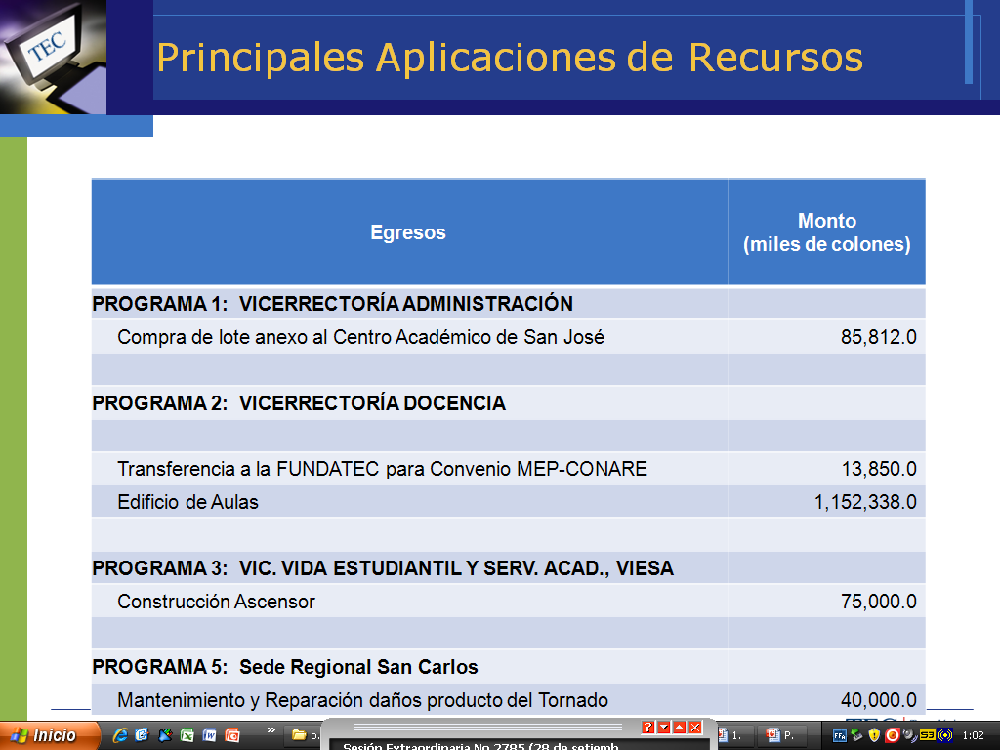 TEC
Principales Aplicaciones de Recursos
Egresos
Monto
(miles de colones)
PROGRAMA 1: VICERRECTORÍA ADMINISTRACIÓN
Compra de lote anexo al Centro Académico de San José 85,812.0
PROGRAMA 2: VICERRECTORÍA DOCENCIA
Transferencia a la FUNDATEC para Convenio MEP-CONARE 13,850.0
Edificio de Aulas 1,152,338.0
PROGRAMA 3: VIC. VIDA ESTUDIANTIL Y SERV. ACAD., VIESA
Construcción Ascensor 75,000.0
PROGRAMA 5: Sede Regional San Carlos
Mantenimiento y Reparación daños producto del Tornado 40,000.0
Inicio » p. 1. P. 1:02
Sesión Extraordinaria No 2785 (28 de setiemb